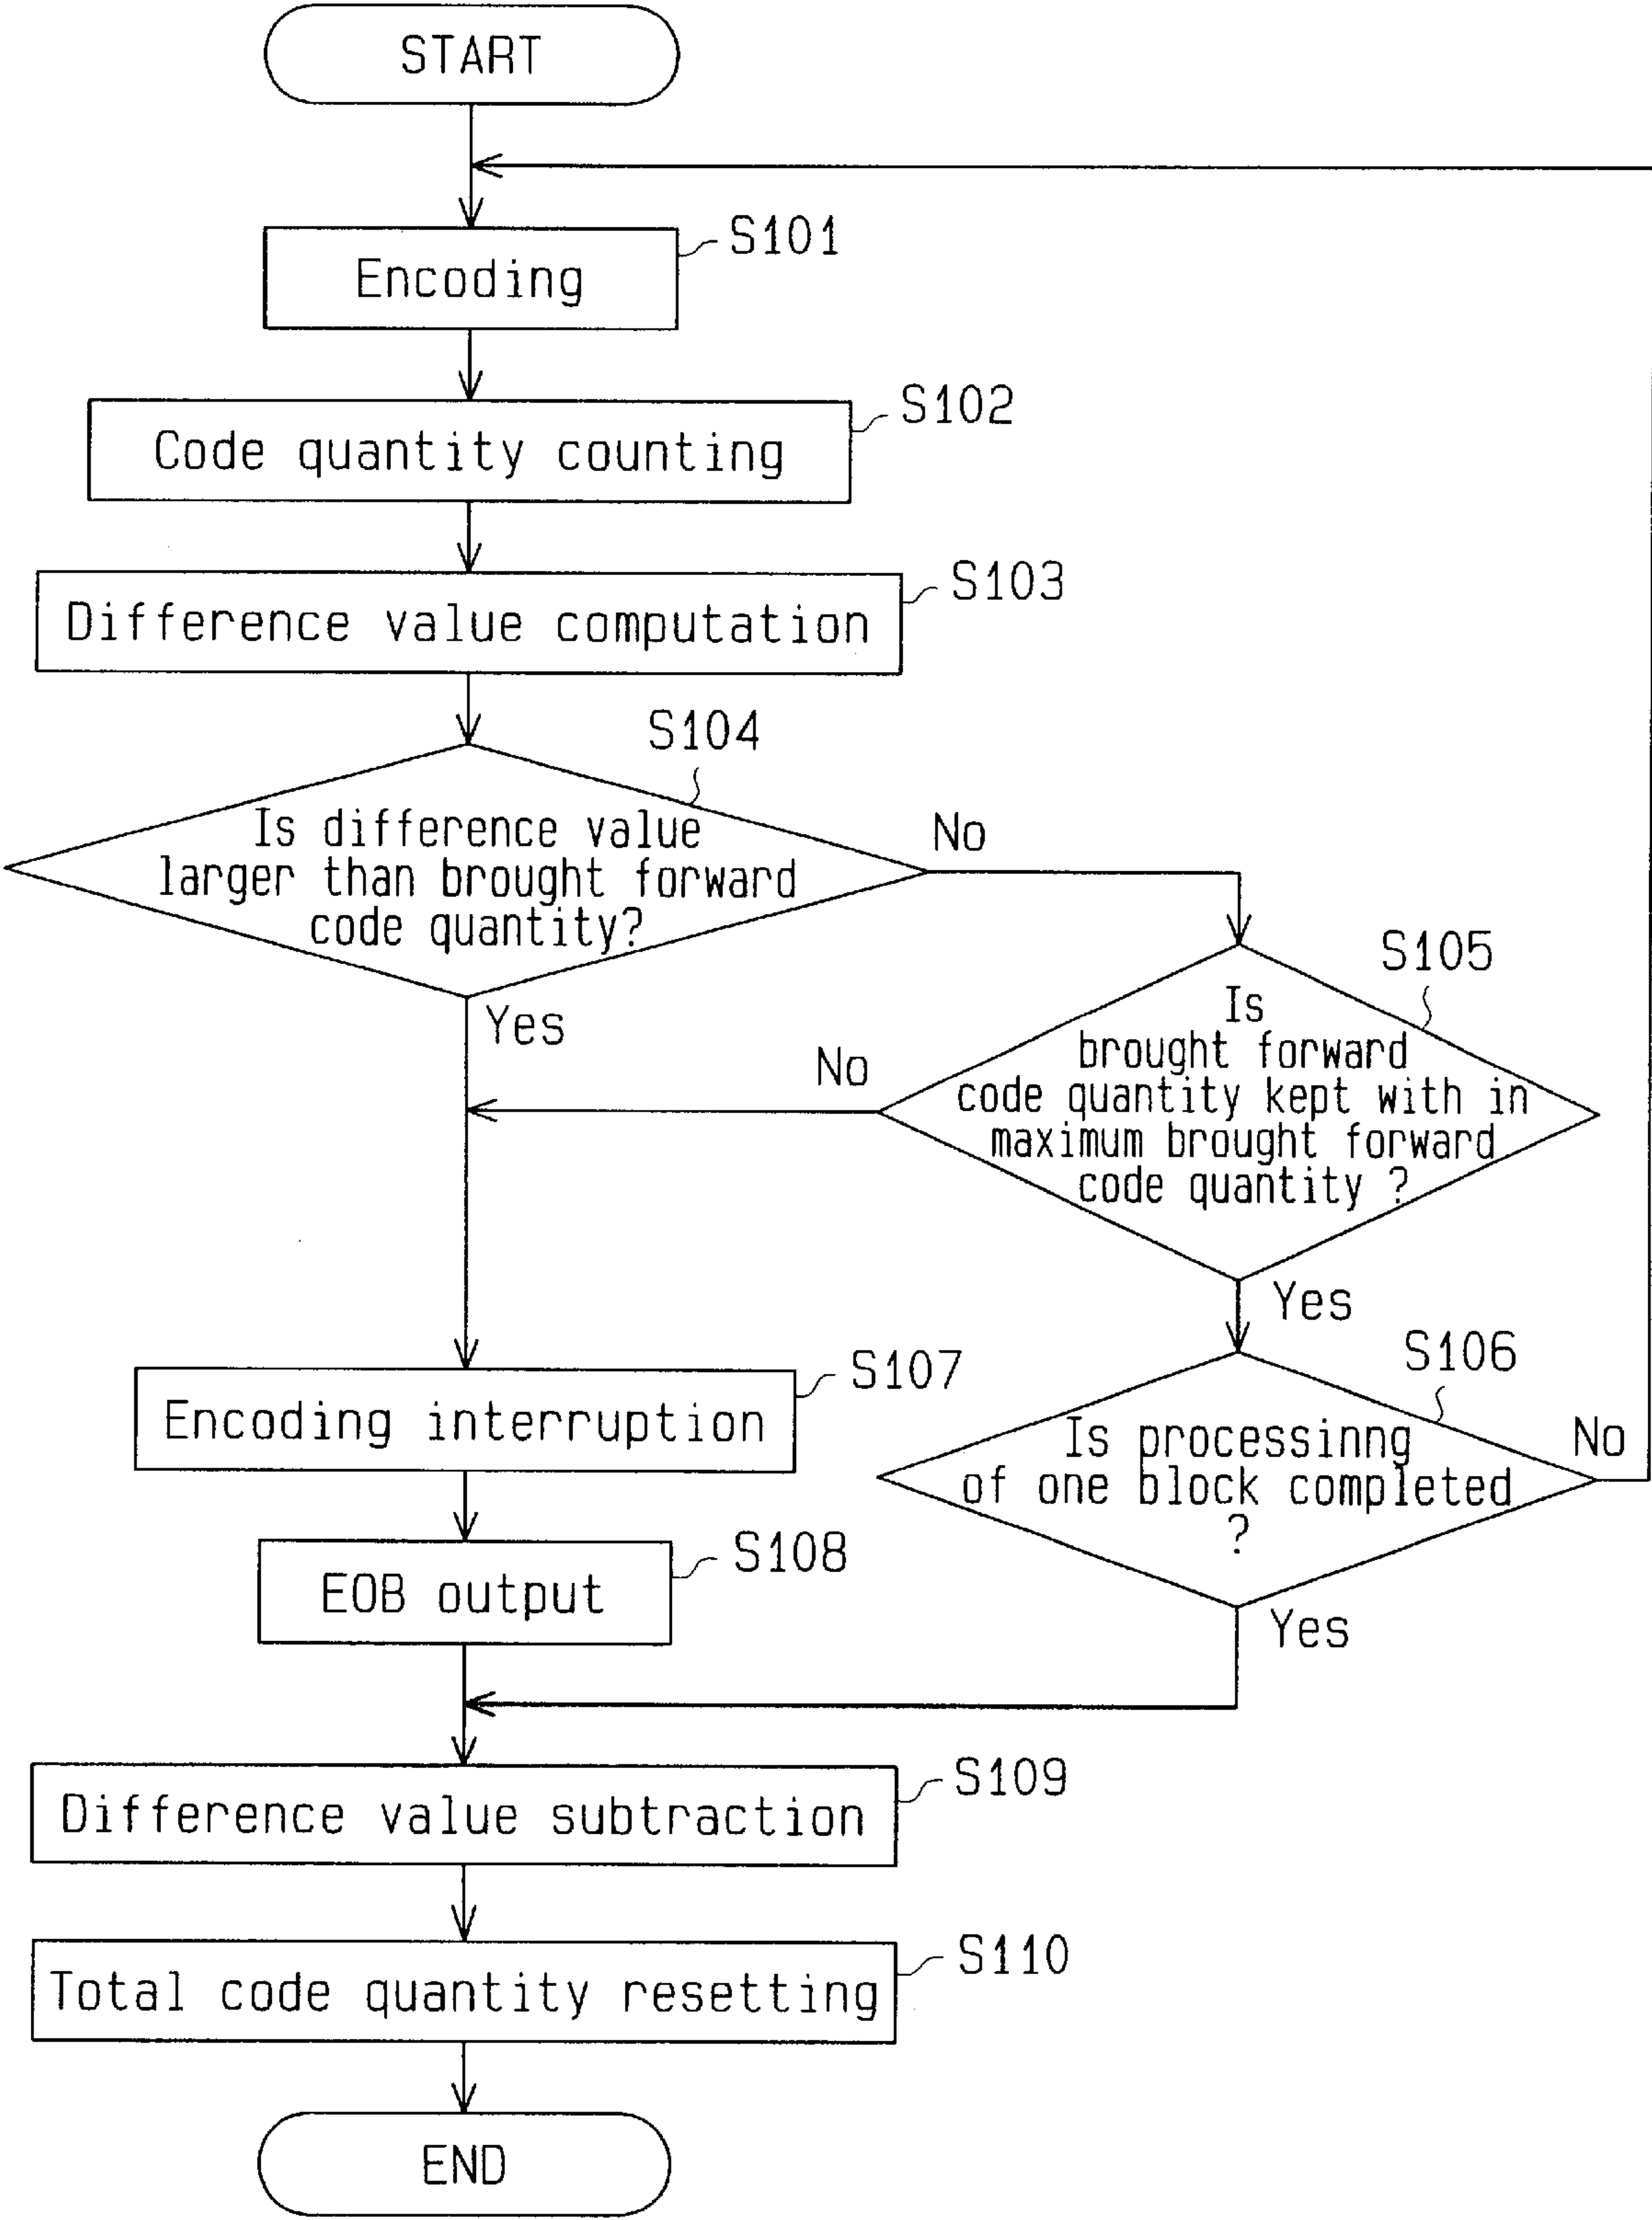 START
S101
Encoding
S102
Code quantity counting
S103
Difference value computation
S104
Is difference value
larger than brought forward
code quantity?
No
Yes
S105
Is
brought forward
code quantity kept with in
maximum brought forward
code quantity ?
No
Yes
S106
Is processinng
of one block completed
?
No
Yes
S107
Encoding interruption
S108
EOB output
S109
Difference value subtraction
S110
Total code quantity resetting
END